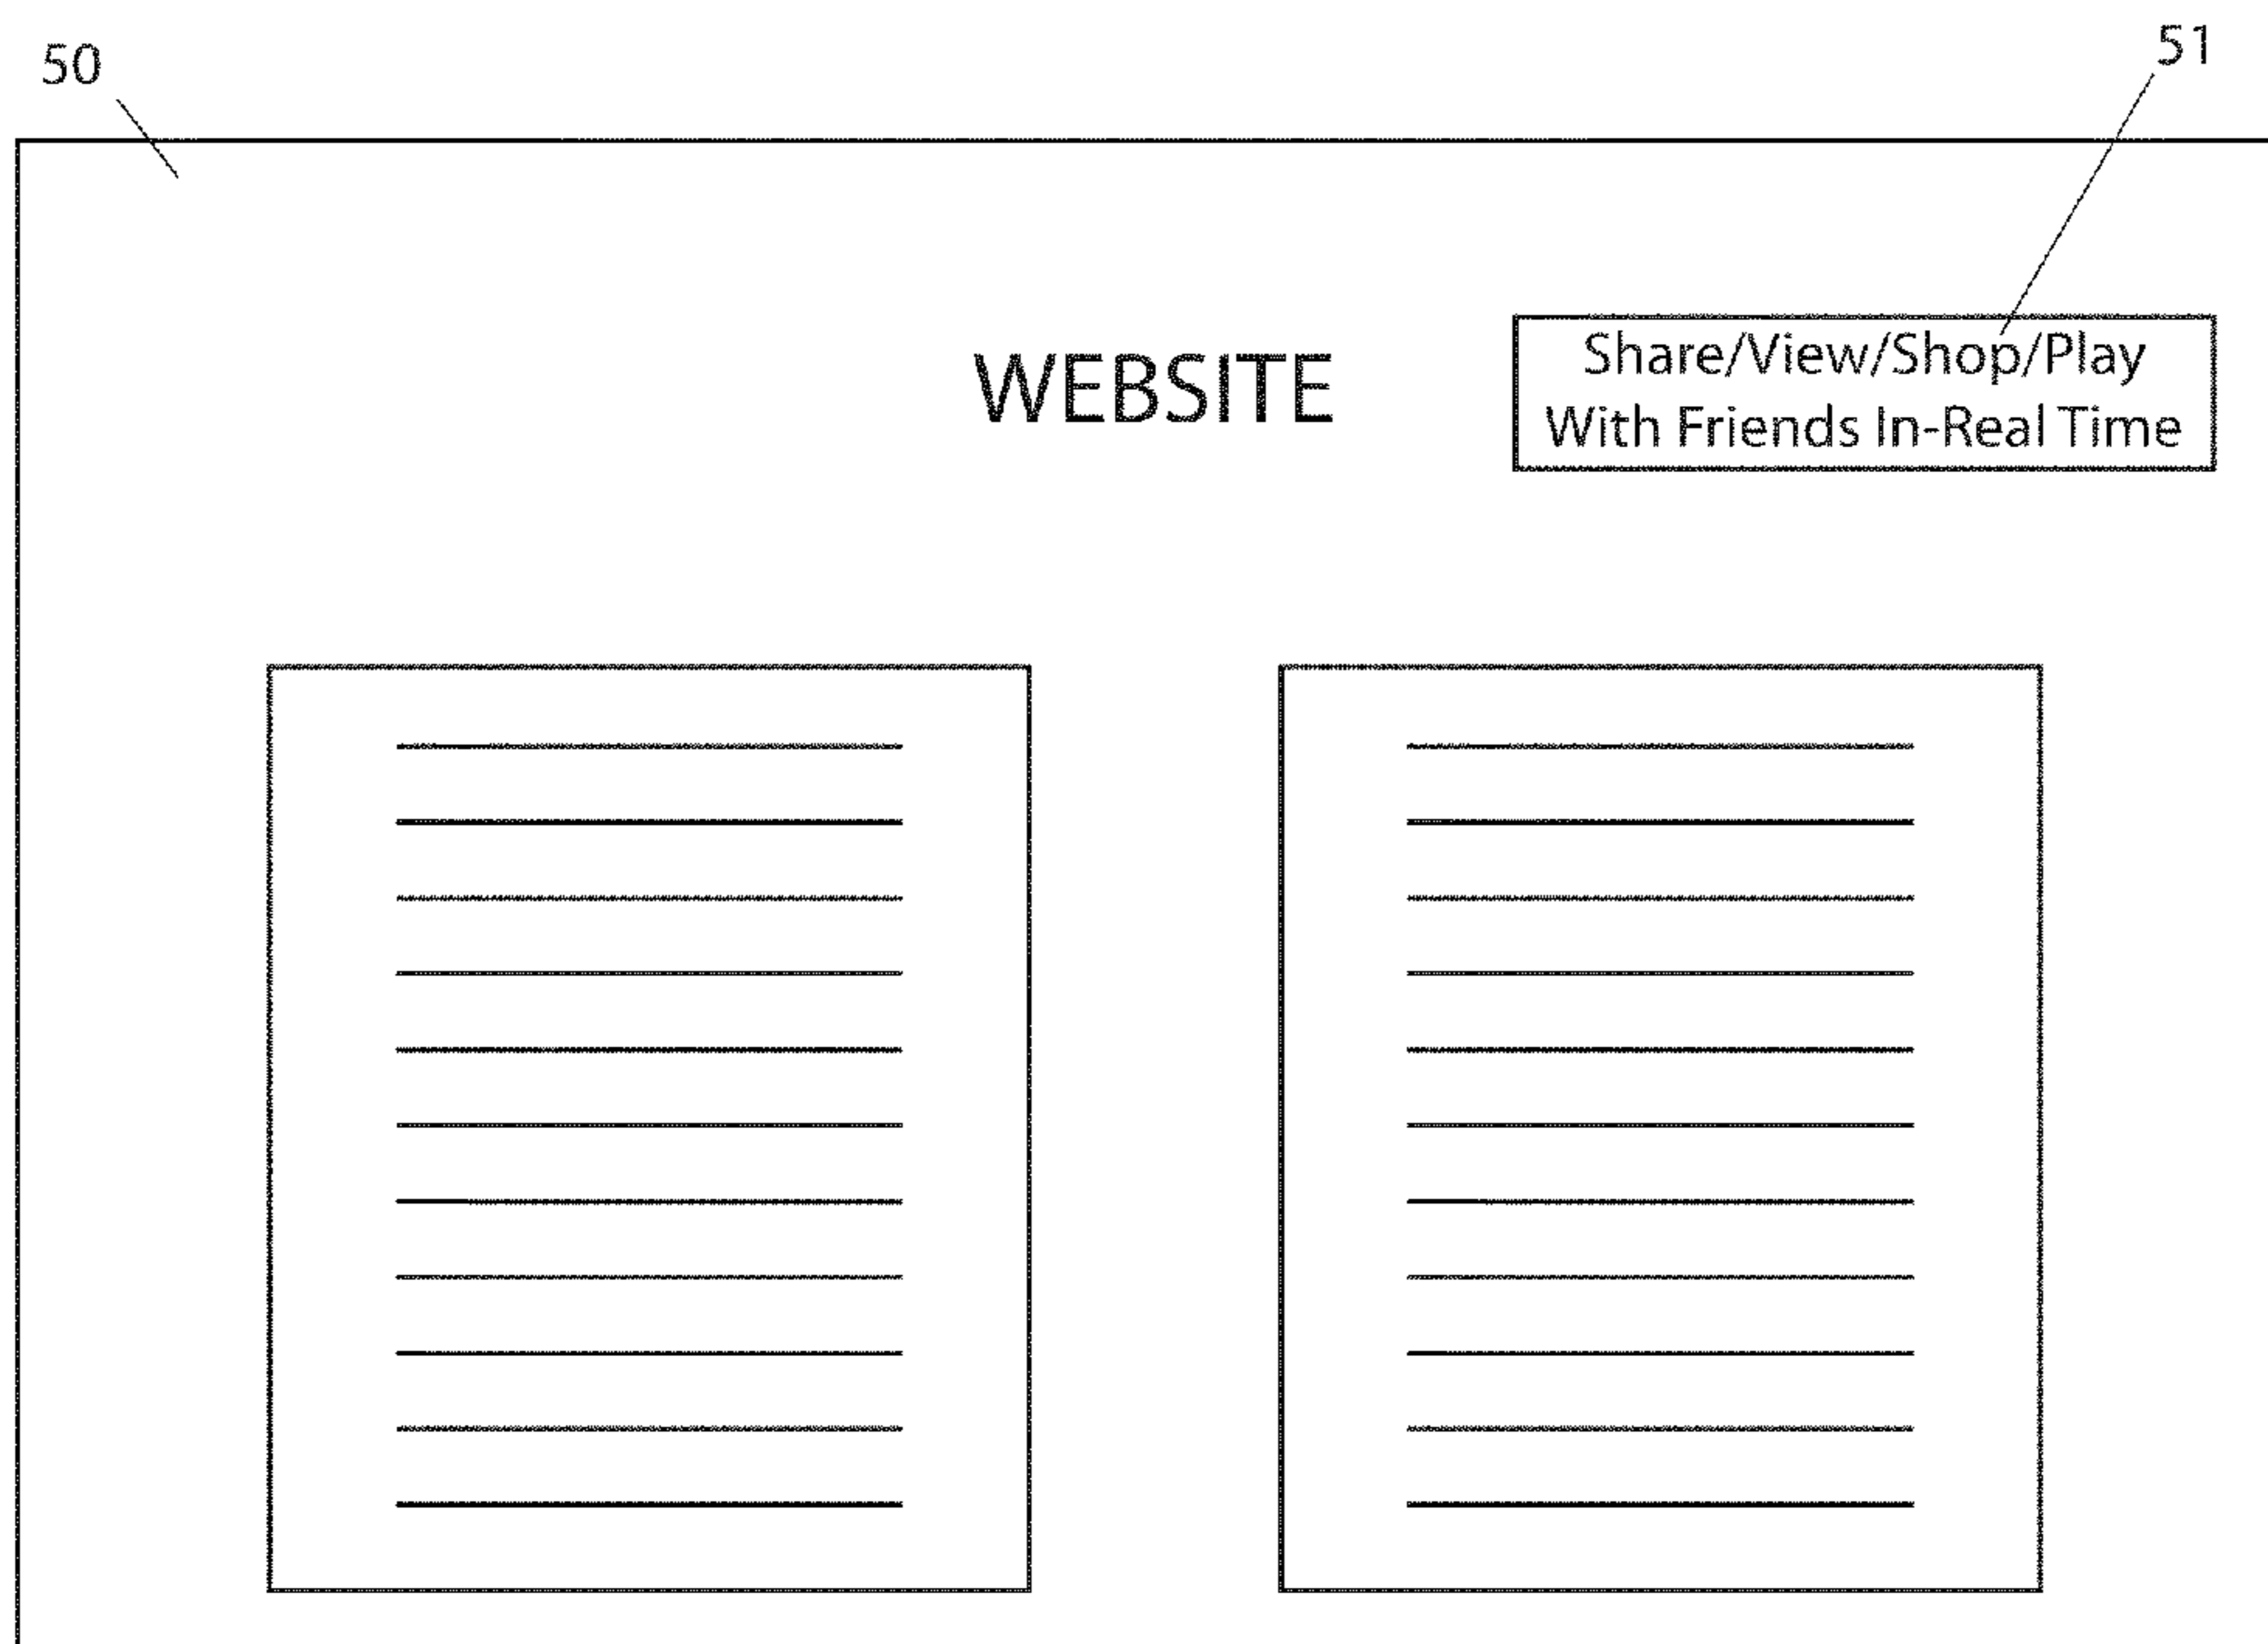 50
51
WEBSITE
Share/View/Shop/Play
With Friends In-Real Time